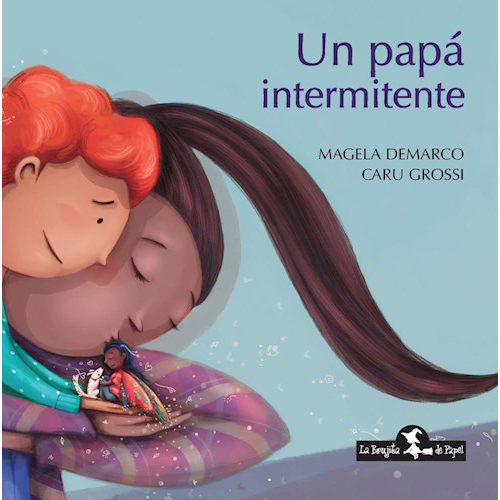 Un papá
intermitente
MAGELA DEMARCO
CARU GROSSI
La Brujita de Papel